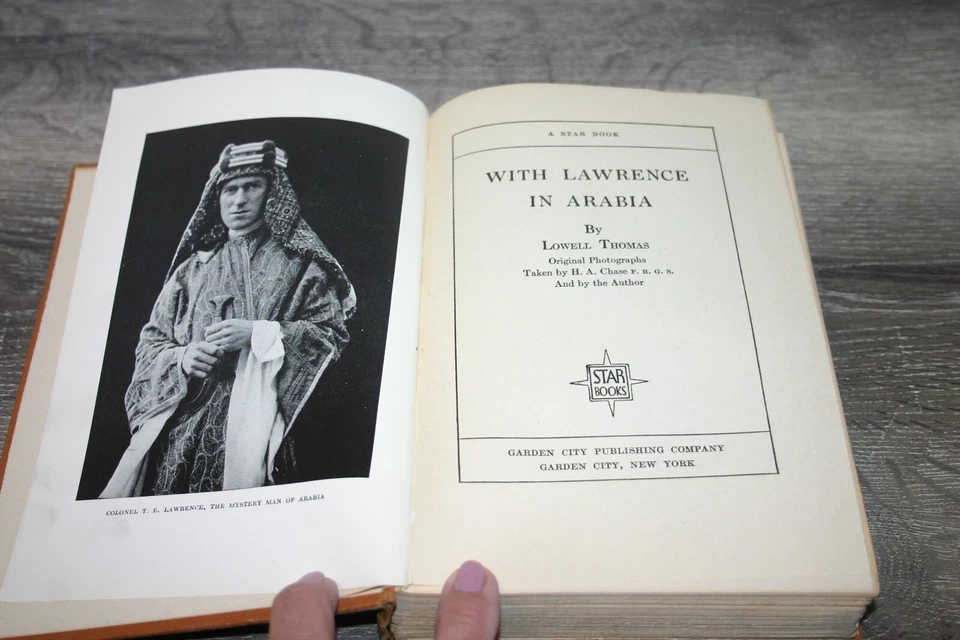 COLONEL T. E. LAWRENCE, THE MYSTERY MAN OF ARABIA
A STAR BOOK
WITH LAWRENCE
IN ARABIA
By
LOWELL THOMAS
Original Photographs
Taken by H. A. Chase F. R. G. S.
And by the Author
STAR
BOOKS
GARDEN CITY PUBLISHING COMPANY
GARDEN CITY, NEW YORK